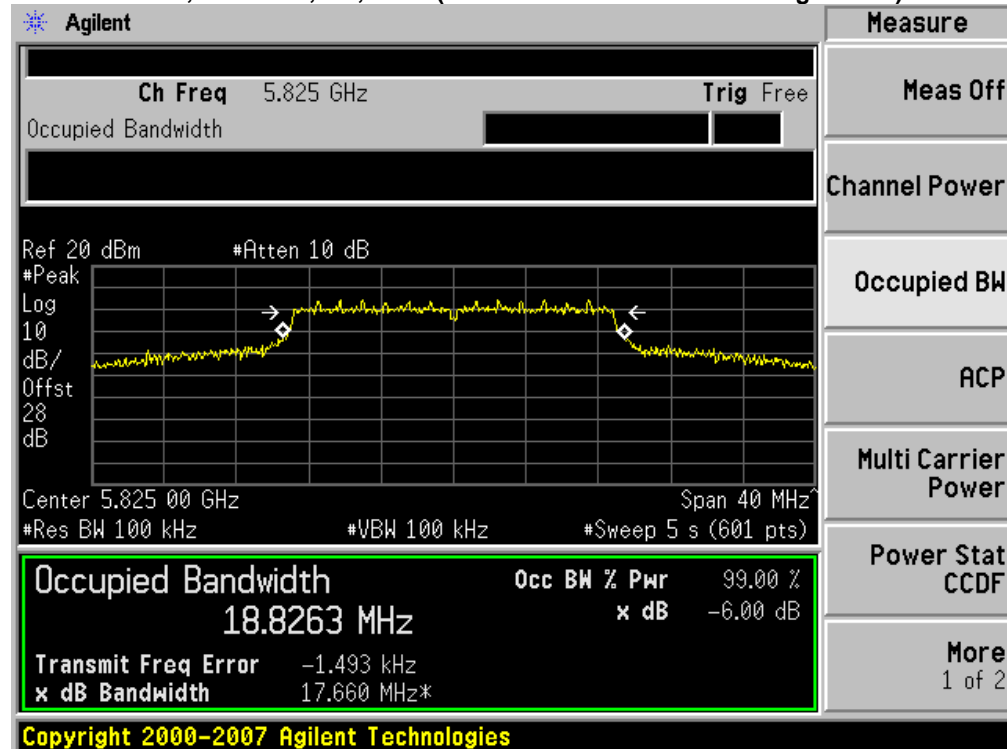 Agilent
Measure
Ch Freq 5.825 GHz Trig Free
Occupied Bandwidth
Meas Off
Channel Power
Occupied BW
ACP
Multi Carrier
Power
Power Stat
CCDF
More
1 of 2
Ref 20 dBm #Atten 10 dB
#Peak
Log
10
dB/
Offst
28
dB
Center 5.825 00 GHz Span 40 MHz^
#Res BW 100 kHz #VBW 100 kHz #Sweep 5 s (601 pts)
Occupied Bandwidth Occ BW % Pwr 99.00 %
18.8263 MHz x dB -6.00 dB
Transmit Freq Error -1.493 kHz
x dB Bandwidth 17.660 MHz*
Copyright 2000-2007 Agilent Technologies